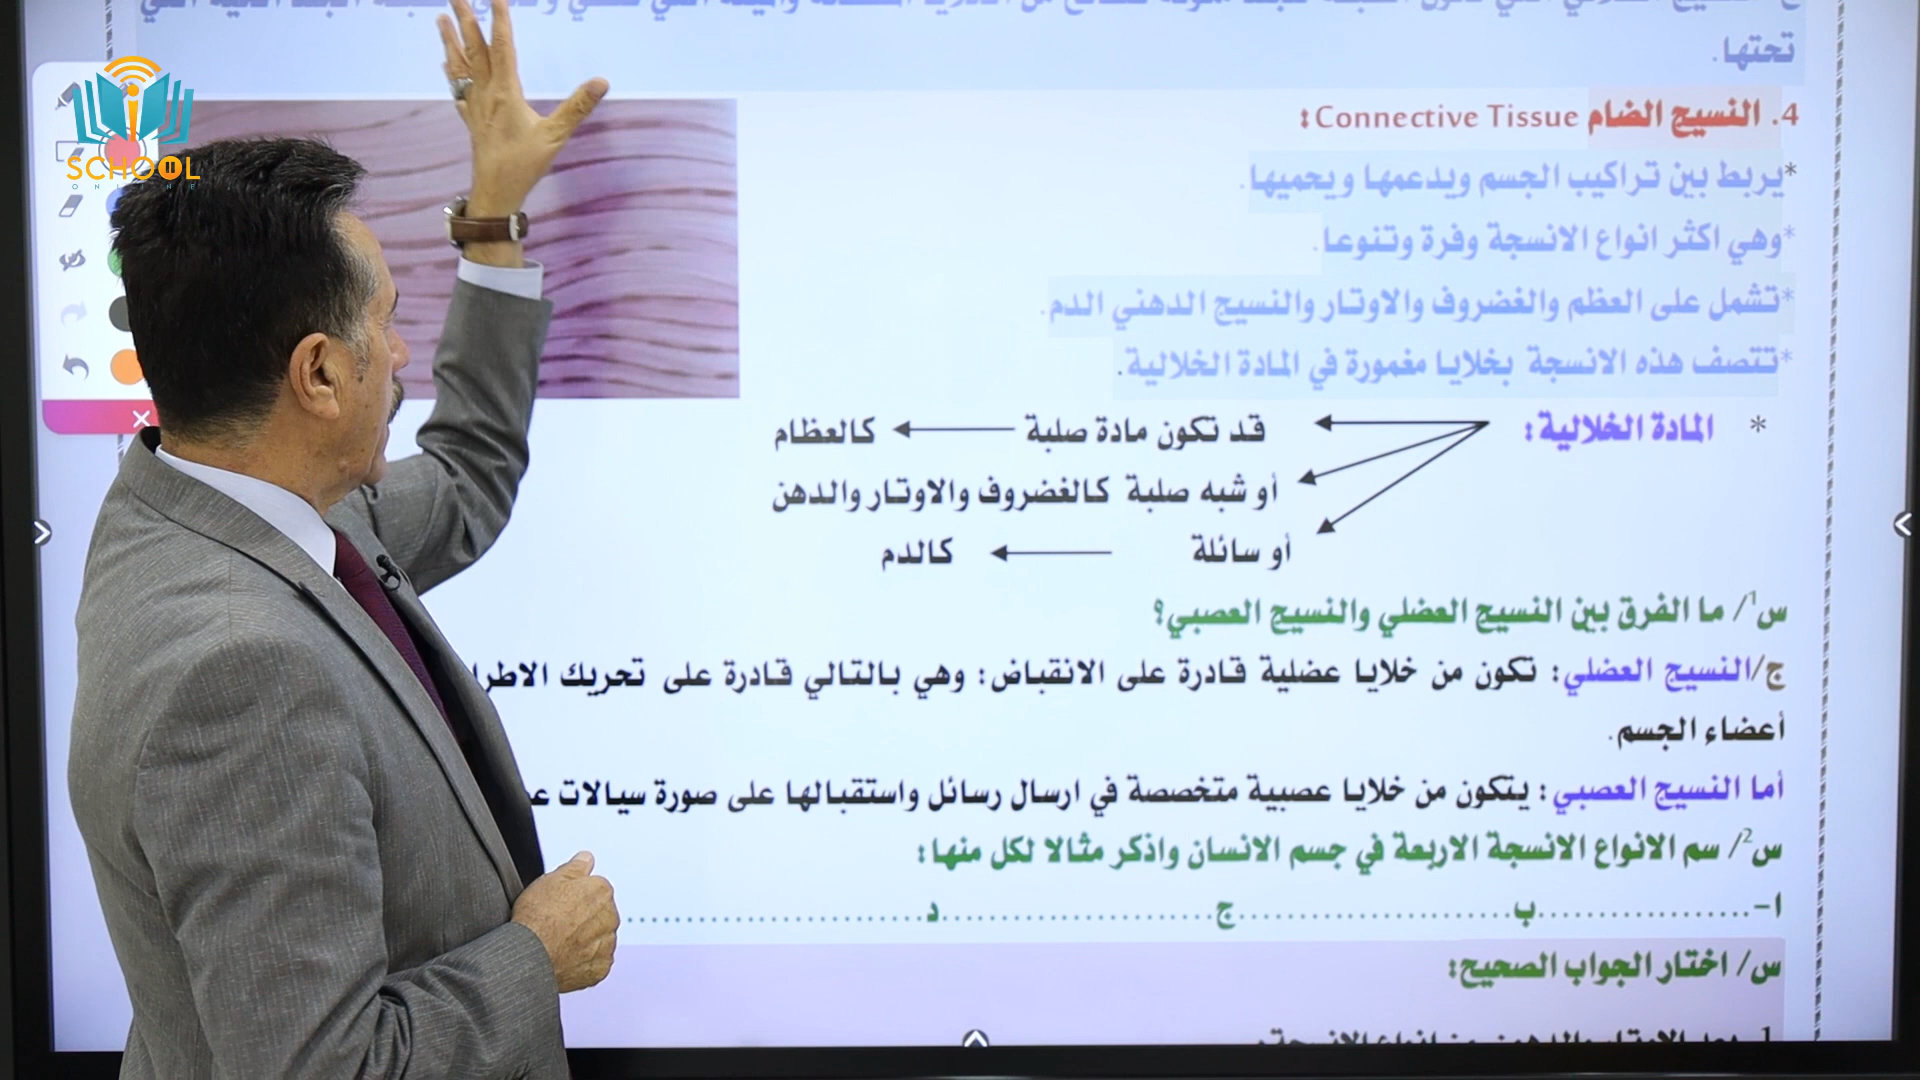 تحتها.
4. النسيج الضام Connective Tissue :
*يربط بين تراكيب الجسم ويدعمها ويحميها.
*وهي اكثر انواع الانسجة وفرة وتنوعا.
*تشمل على العظم والغضروف والاوتار والنسيج الدهني الدم.
*تتصف هذه الانسجة بخلايا مغمورة في المادة الخلالية.
* المادة الخلالية: قد تكون مادة صلبة كالعظام
أو شبه صلبة كالغضروف والاوتار والدهن
أو سائلة كالدم
س1/ ما الفرق بين النسيج العضلي والنسيج العصبي؟
ج/النسيج العضلي: تكون من خلايا عضلية قادرة على الانقباض: وهي بالتالي قادرة على تحريك
أعضاء الجسم.
أما النسيج العصبي: يتكون من خلايا عصبية متخصصة في ارسال رسائل واستقبالها على صورة سيالات
س2/ سم الانواع الانسجة الاربعة في جسم الانسان واذكر مثالا لكل منها:
ا-..................ب........................ج........................د..........................
س/ اختار الجواب الصحيح:
SCHOOL
ONLINE